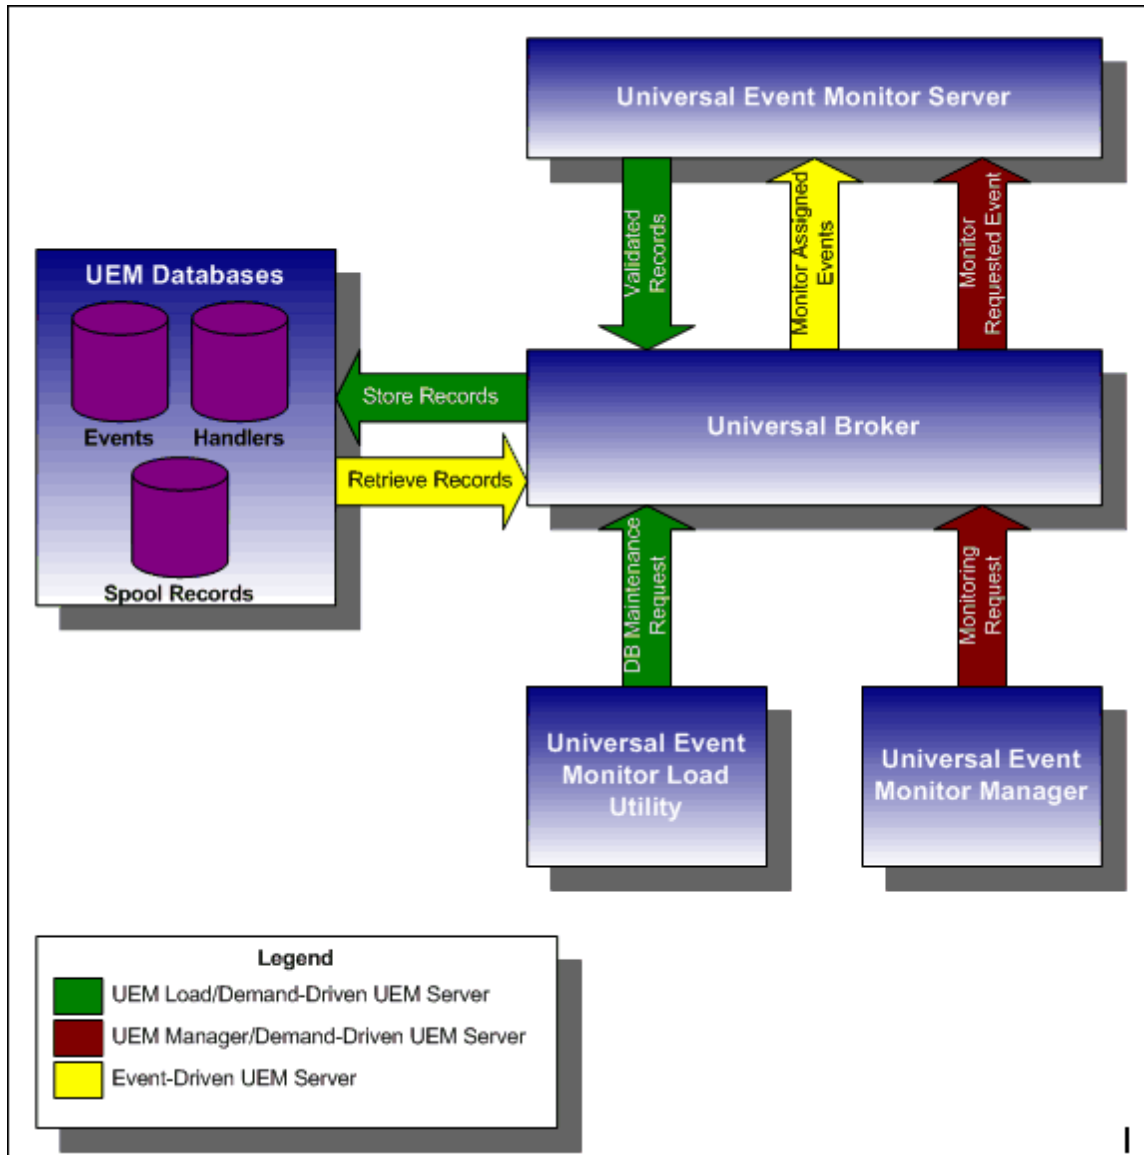 Universal Event Monitor Server
Validated
Records
Monitor Assigned
Events
Monitor
Requested Event
UEM Databases
Events
Handlers
Spool Records
Store Records
Retrieve Records
Universal Broker
DB Maintenance
Request
Monitoring
Request
Universal Event
Monitor Load
Utility
Universal Event
Monitor Manager
Legend
UEM Load/Demand-Driven UEM Server
UEM Manager/Demand-Driven UEM Server
Event-Driven UEM Server